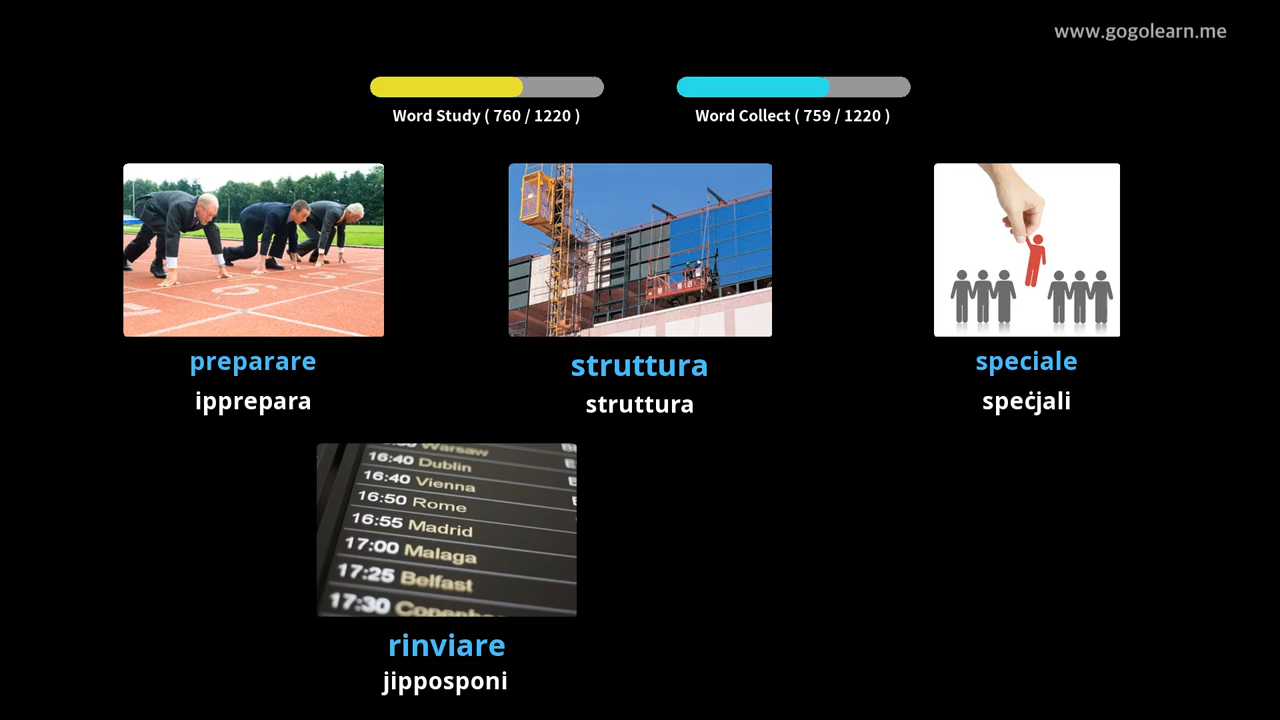 www.gogolearn.me
Word Study ( 760 / 1220 )
Word Collect ( 759 / 1220 )
preparare
struttura
speciale
ipprepara
struttura
speċjali
Warsaw
16:40 Dublin
16:40 Vienna
16:50 Rome
16:55 Madrid
17:00 Malaga
17:25 Belfast
17:30
rinviare
jipposponi